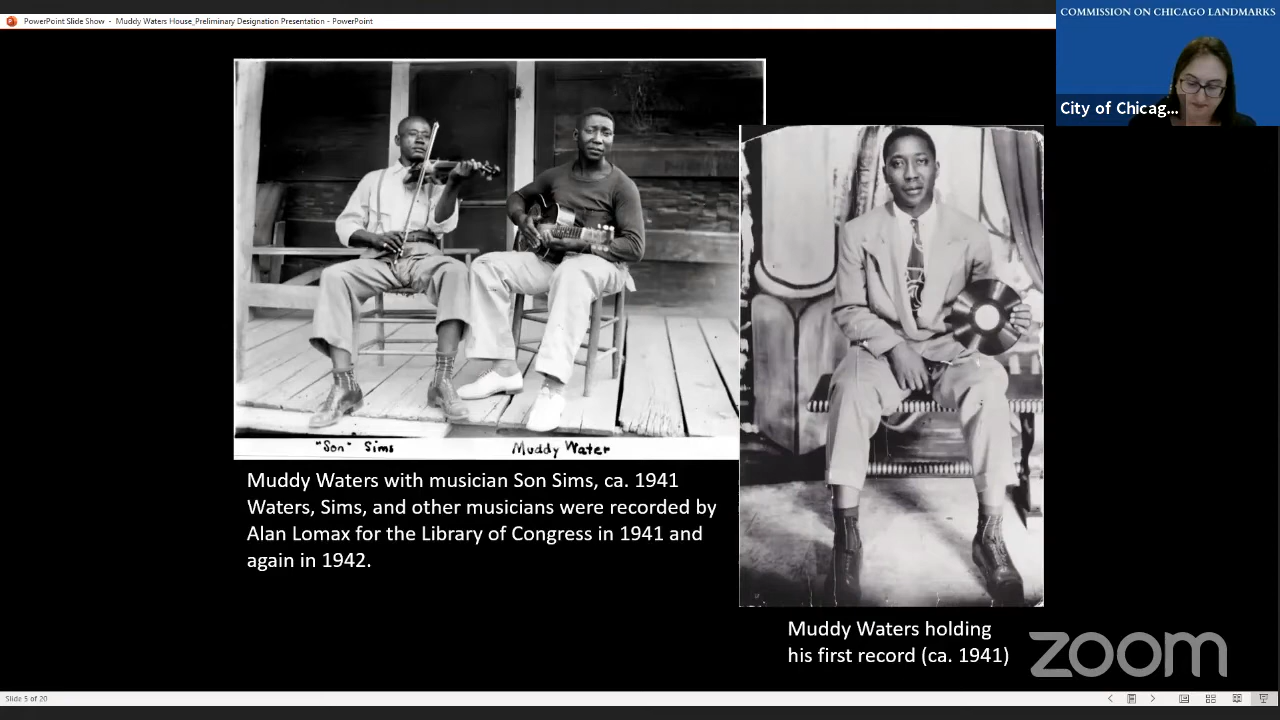 PowerPoint Slide Show - Muddy Waters House_Preliminary Designation Presentation - PowerPoint
COMMISSION ON CHICAGO LANDMARKS
City of Chicag...
"Son" Sims
Muddy Water
Muddy Waters with musician Son Sims, ca. 1941
Waters, Sims, and other musicians were recorded by
Alan Lomax for the Library of Congress in 1941 and
again in 1942.
Muddy Waters holding
his first record (ca. 1941)
zoom
Slide 5 of 20